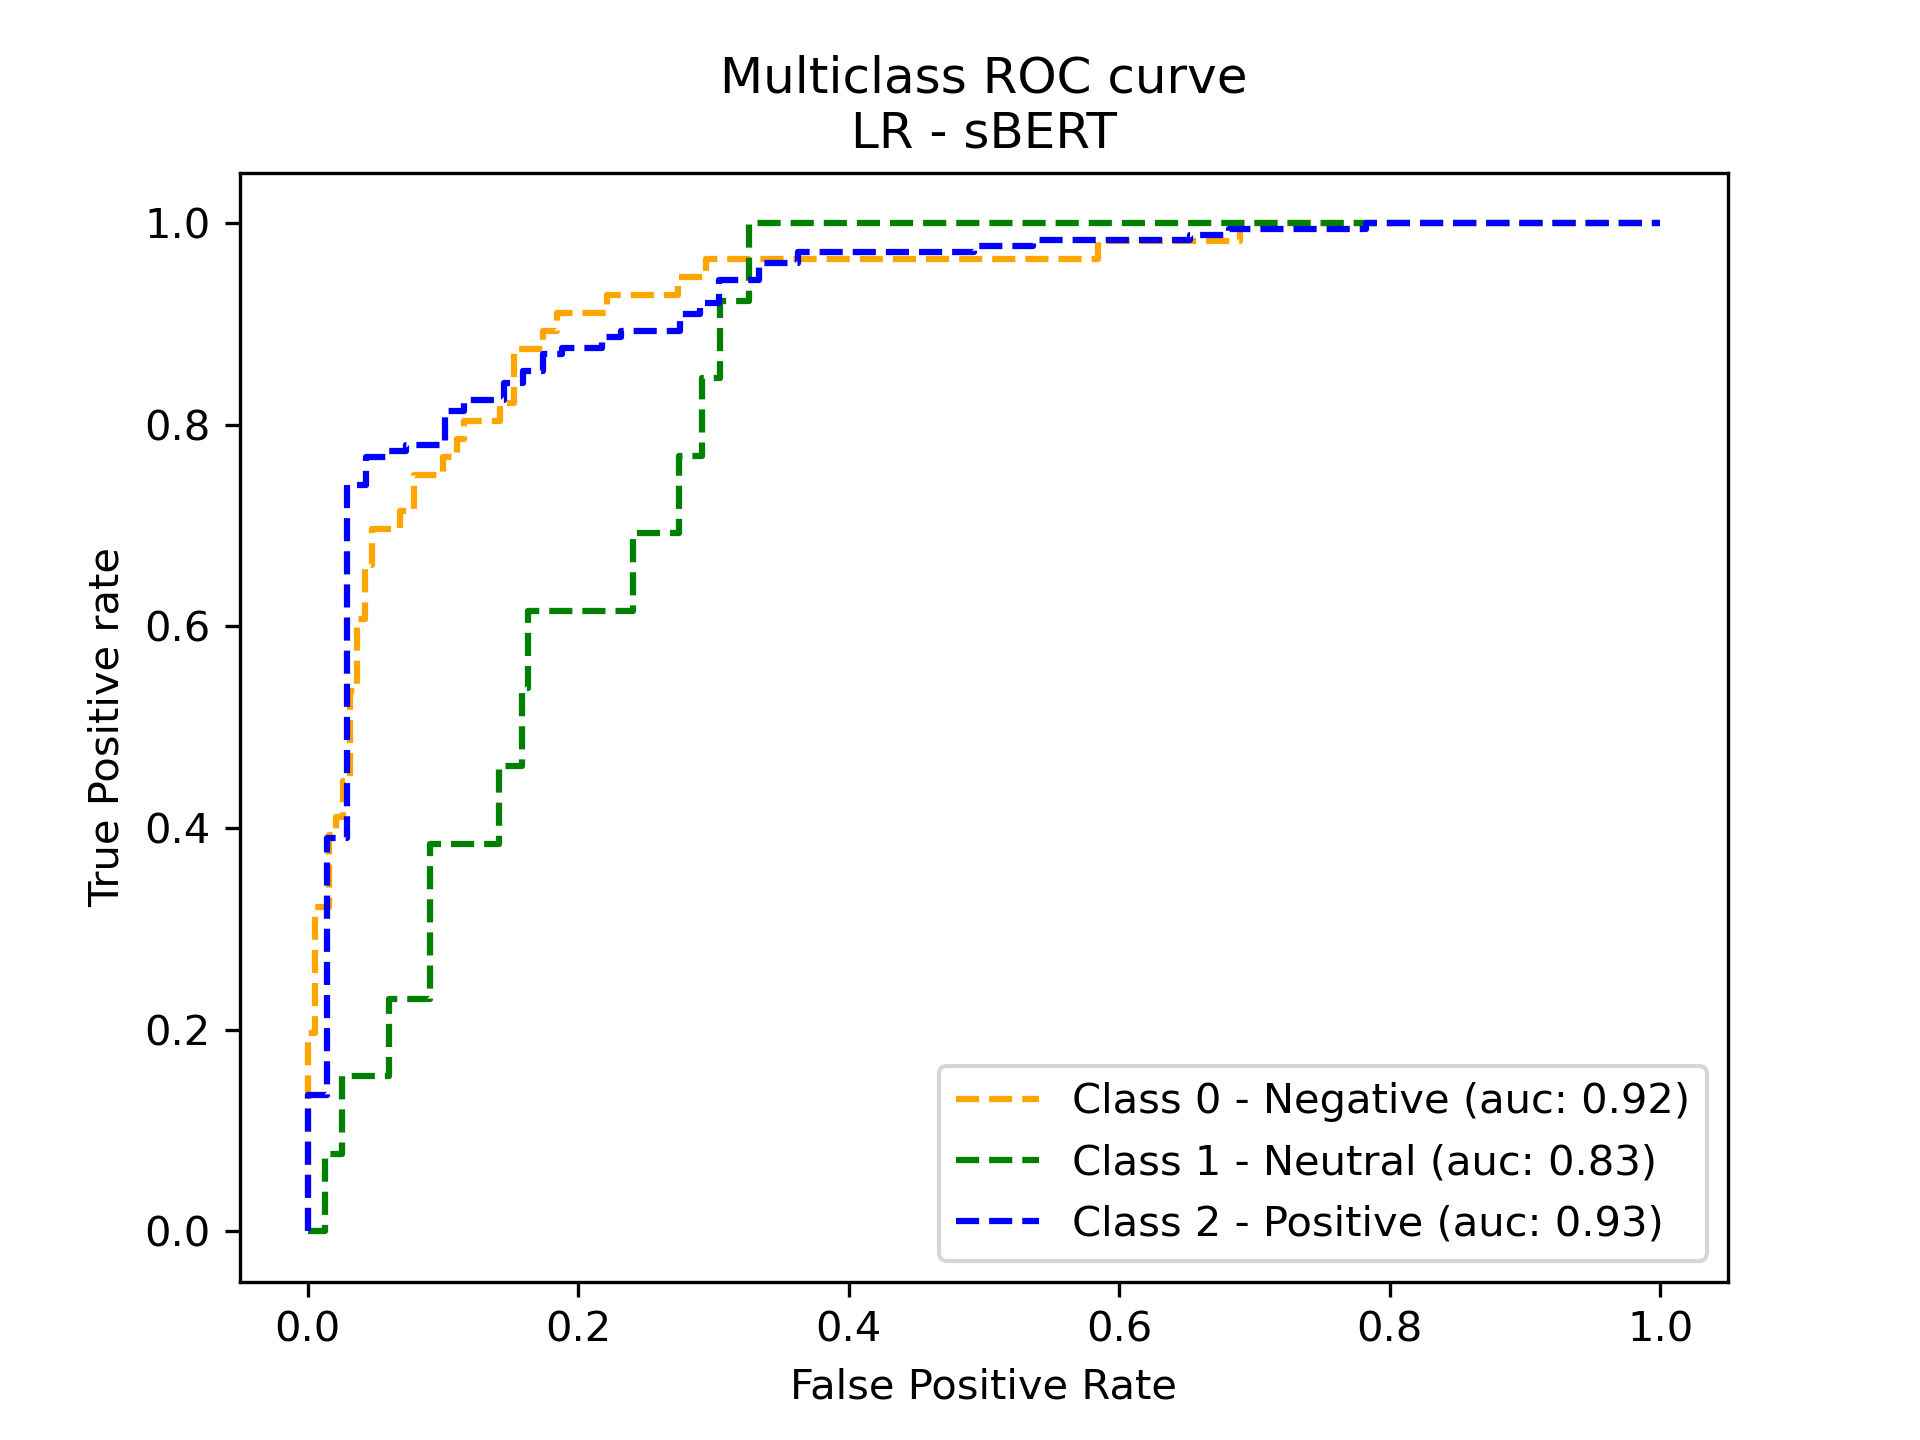 Multiclass ROC curve
LR - sBERT
True Positive rate
1.0
0.8
0.6
0.4
0.2
0.0
Class 0 - Negative (auc: 0.92)
Class 1 - Neutral (auc: 0.83)
Class 2 - Positive (auc: 0.93)
0.0 0.2 0.4 0.6 0.8 1.0
False Positive Rate